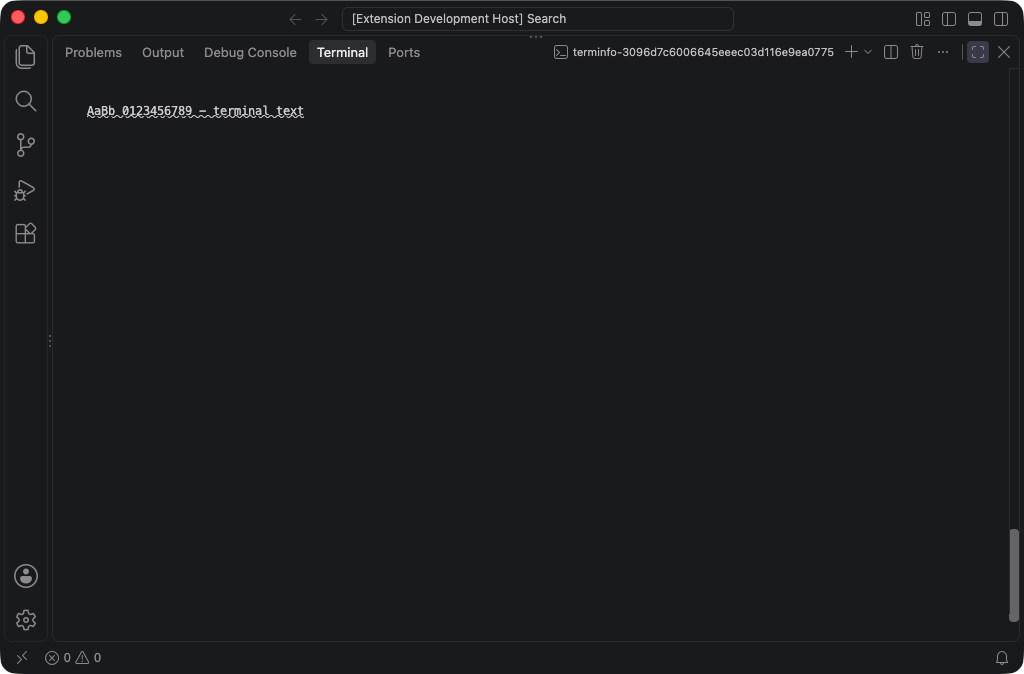 [Extension Development Host] Search
Problems Output Debug Console Terminal Ports terminfo-3096d7c6006645eeec03d116e9ea0775
AaBb 0123456789 — terminal text
0 0